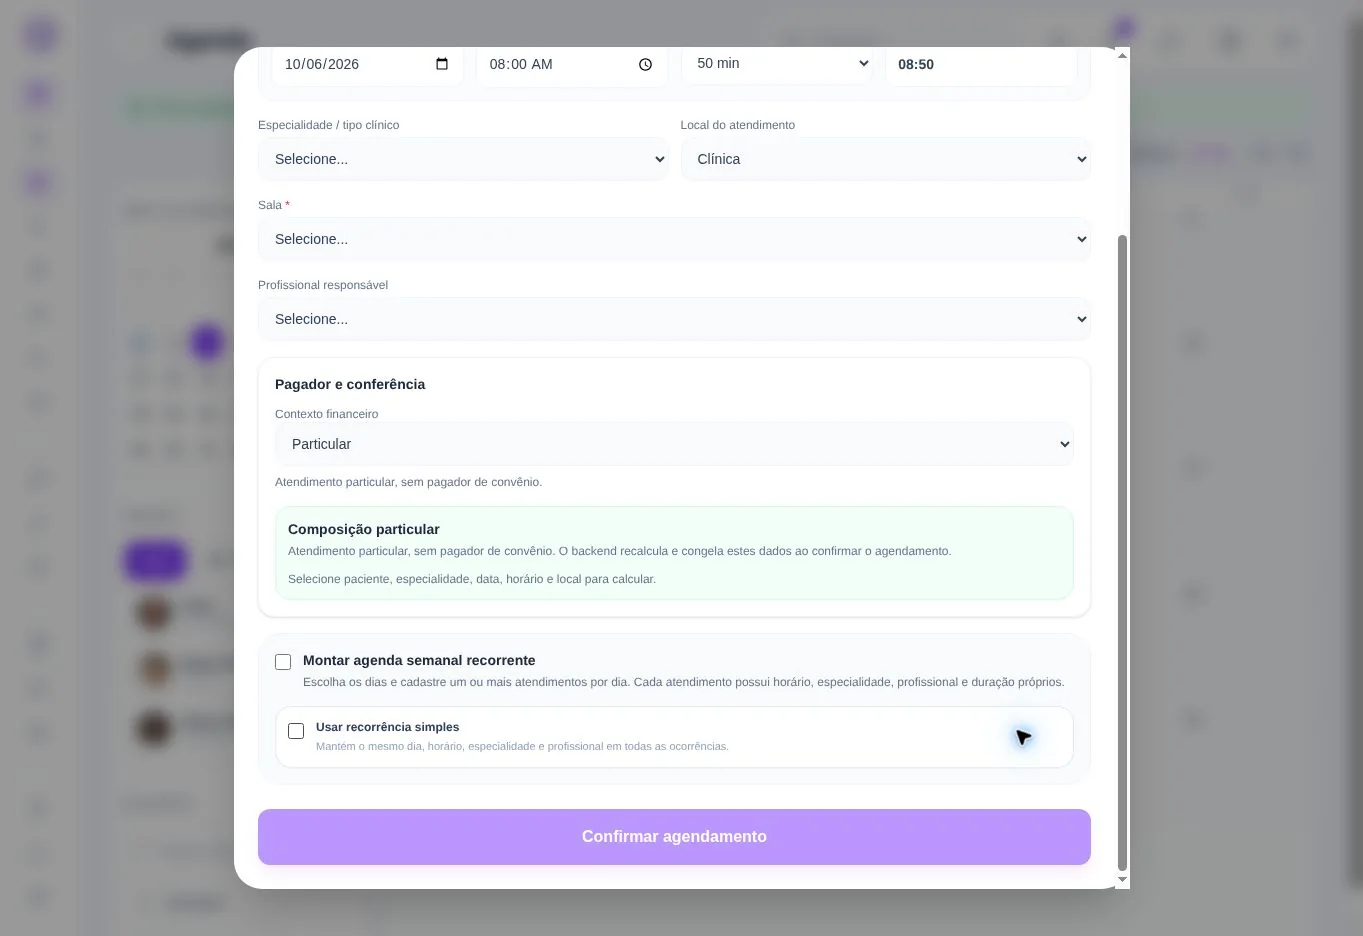 10/06/2026 08:00 AM 50 min 08:50
Especialidade / tipo clínico Local do atendimento
Selecione... Clínica
Sala *
Selecione...
Profissional responsável
Selecione...
Pagador e conferência
Contexto financeiro
Particular
Atendimento particular, sem pagador de convênio.
Composição particular
Atendimento particular, sem pagador de convênio. O backend recalcula e congela estes dados ao confirmar o agendamento.
Selecione paciente, especialidade, data, horário e local para calcular.
Montar agenda semanal recorrente
Escolha os dias e cadastre um ou mais atendimentos por dia. Cada atendimento possui horário, especialidade, profissional e duração próprios.
Usar recorrência simples
Mantém o mesmo dia, horário, especialidade e profissional em todas as ocorrências.
Confirmar agendamento